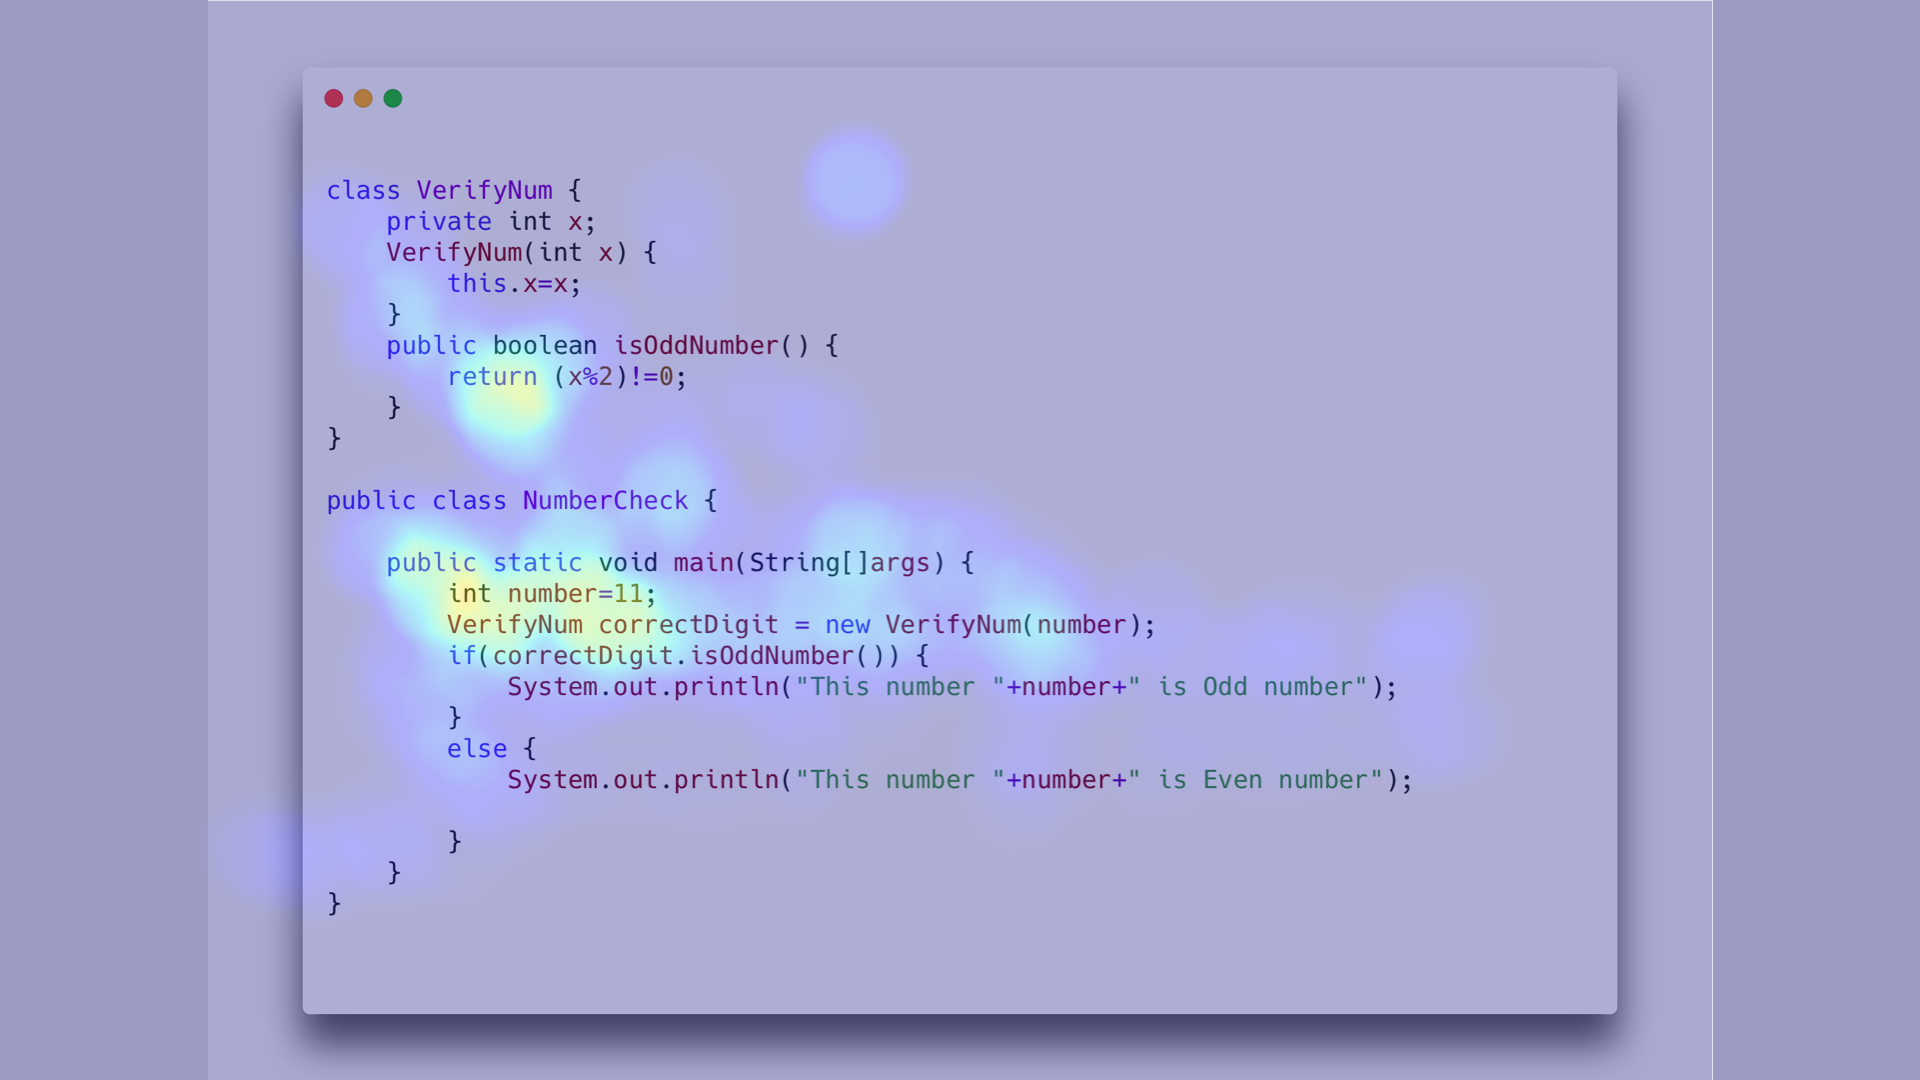 class VerifyNum {
    private int x;
    VerifyNum(int x) {
        this.x=x;
    }
    public boolean isOddNumber() {
        return (x%2)!=0;
    }
}
public class NumberCheck {
    public static void main(String[]args) {
        int number=11;
        VerifyNum correctDigit = new VerifyNum(number);
        if(correctDigit.isOddNumber()) {
            System.out.println("This number "+number+" is Odd number");
        }
        else {
            System.out.println("This number "+number+" is Even number");
        }
    }
}